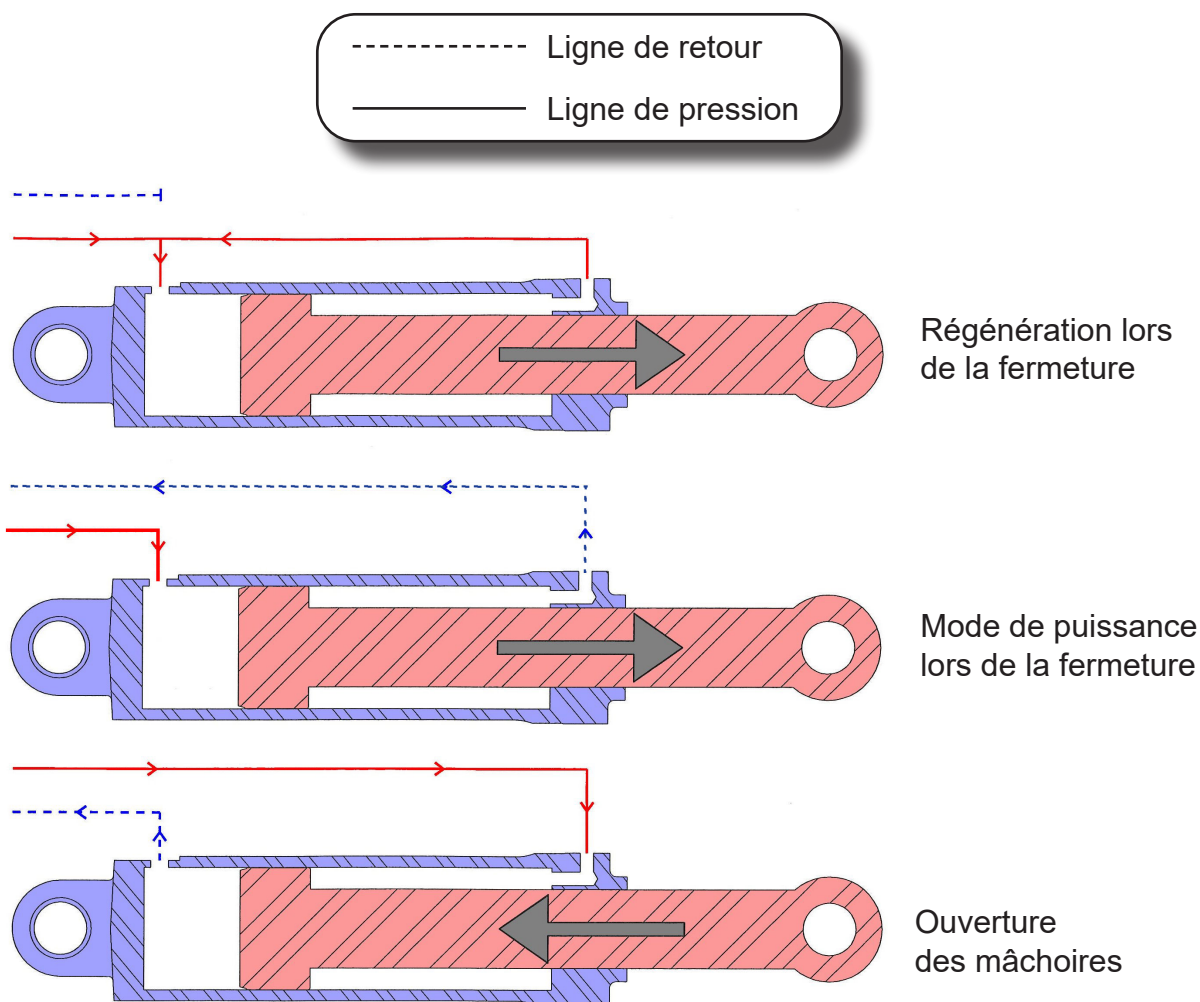 Ligne de retour
Ligne de pression
Régénération lors
de la fermeture
Mode de puissance
lors de la fermeture
Ouverture
des mâchoires